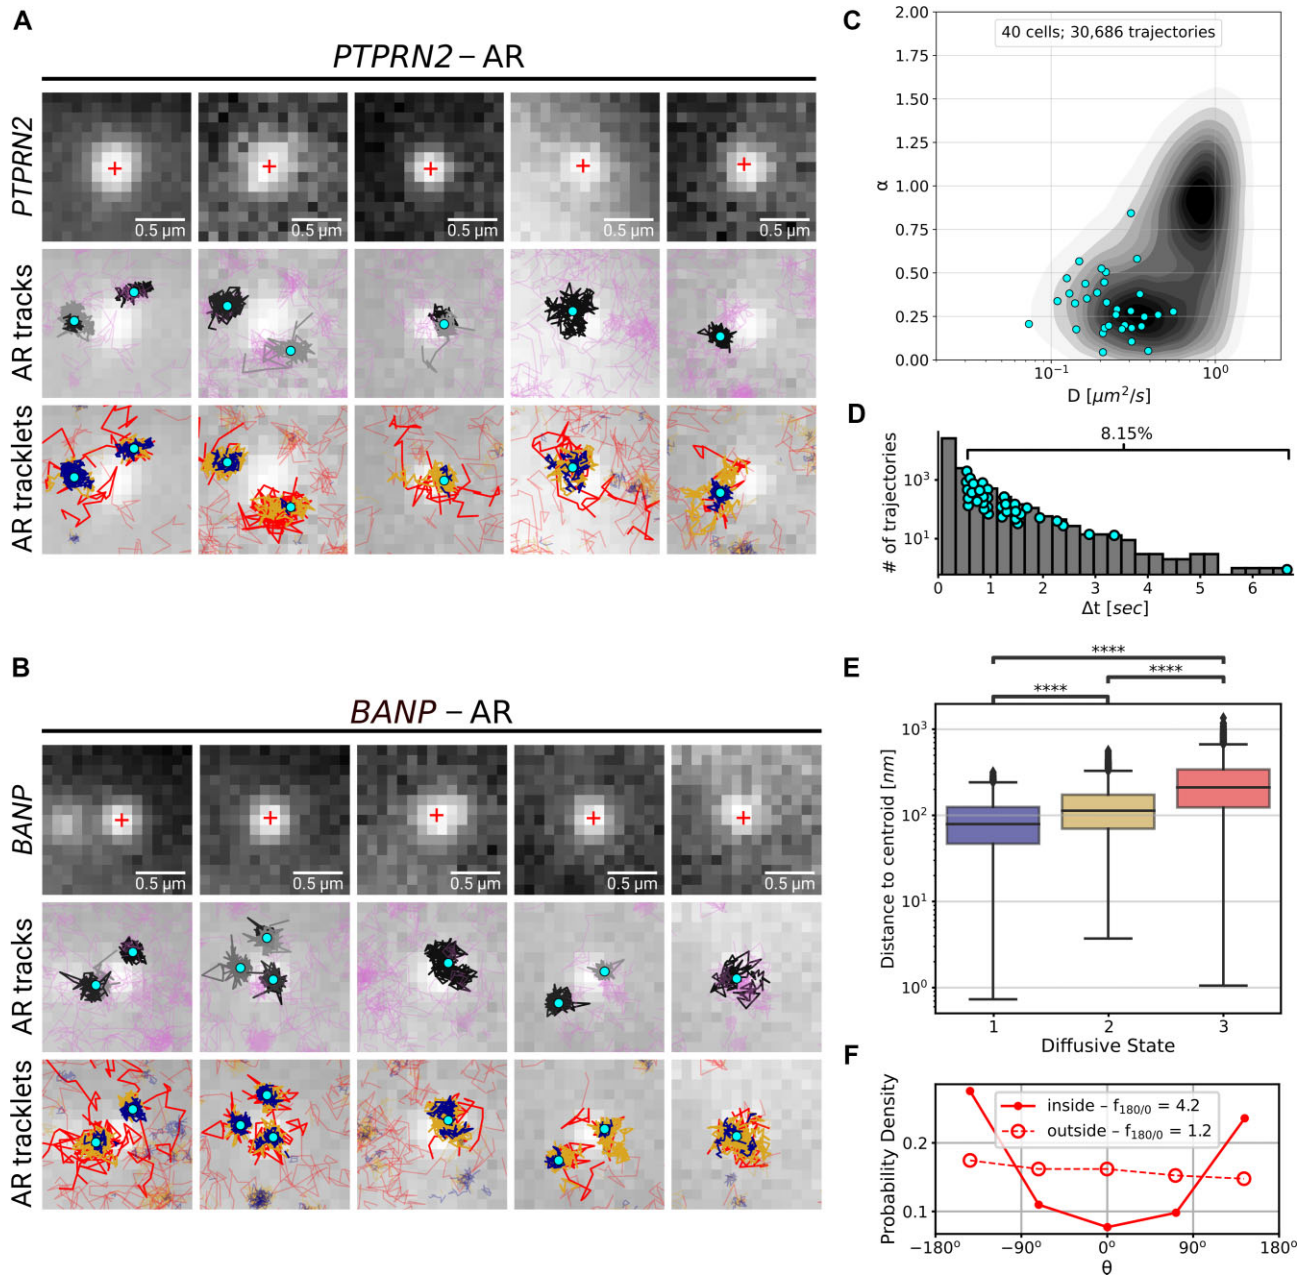 A
PTPRN2 – AR
PTPRN2
0.5 µm
0.5 µm
0.5 µm
0.5 µm
0.5 µm
AR tracks
AR tracklets
B
BANP – AR
BANP
0.5 µm
0.5 µm
0.5 µm
0.5 µm
0.5 µm
AR tracks
AR tracklets
C
40 cells; 30,686 trajectories
2.00
1.75
1.50
1.25
1.00
0.75
0.50
0.25
0.00
α
10⁻¹
10⁰
D [μm²/s]
D
8.15%
# of trajectories
10³
10¹
0 1 2 3 4 5 6
Δt [sec]
E
****
**** ****
Distance to centroid [nm]
10³
10²
10¹
10⁰
1 2 3
Diffusive State
F
Probability Density
0.2
0.1
inside – f180/0 = 4.2
outside – f180/0 = 1.2
−180° −90° 0° 90° 180°
θ